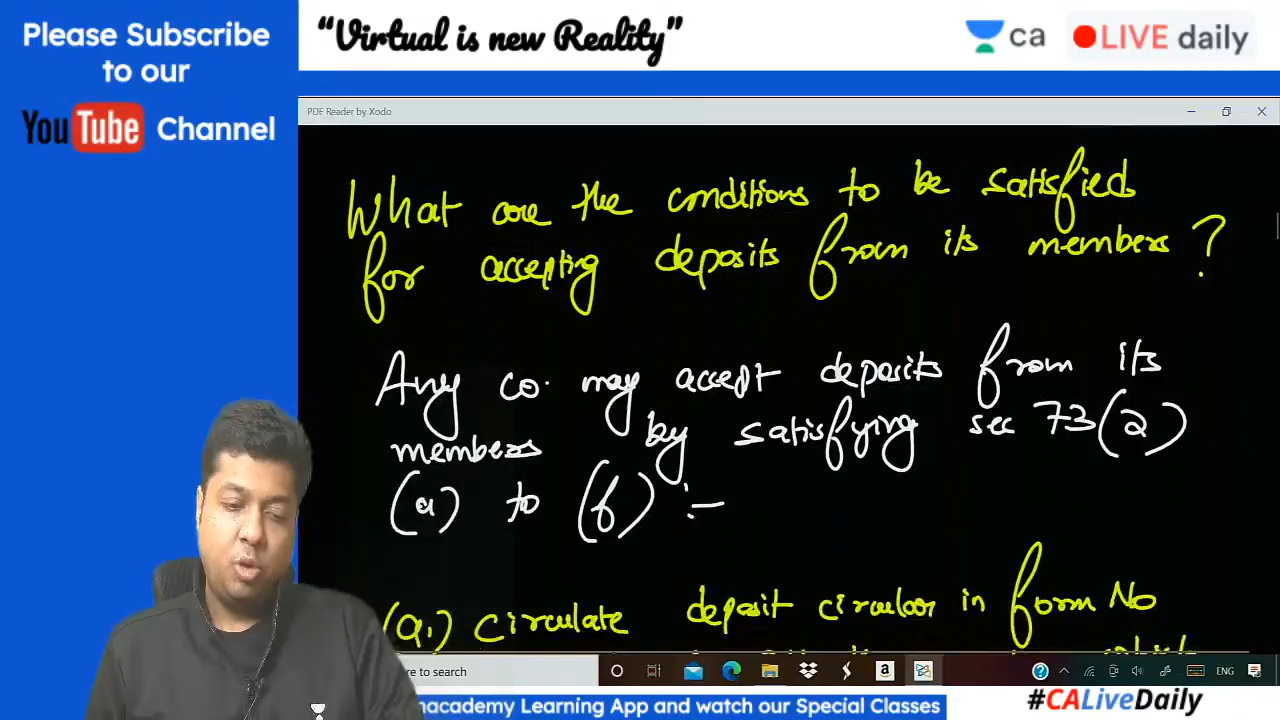 Please Subscribe
to our
YouTube Channel
"Virtual is new Reality"
ca
LIVE daily
PDF Reader by Xodo
What are the conditions to be satisfied
for accepting deposits from its members ?
Any co. may accept deposits from its
members by satisfying sec 73(2)
(a) to (f) :-
(a.) circulate deposit circular in form No
which
re to search
ENG
nacademy Learning App and watch our Special Classes
#CALiveDaily